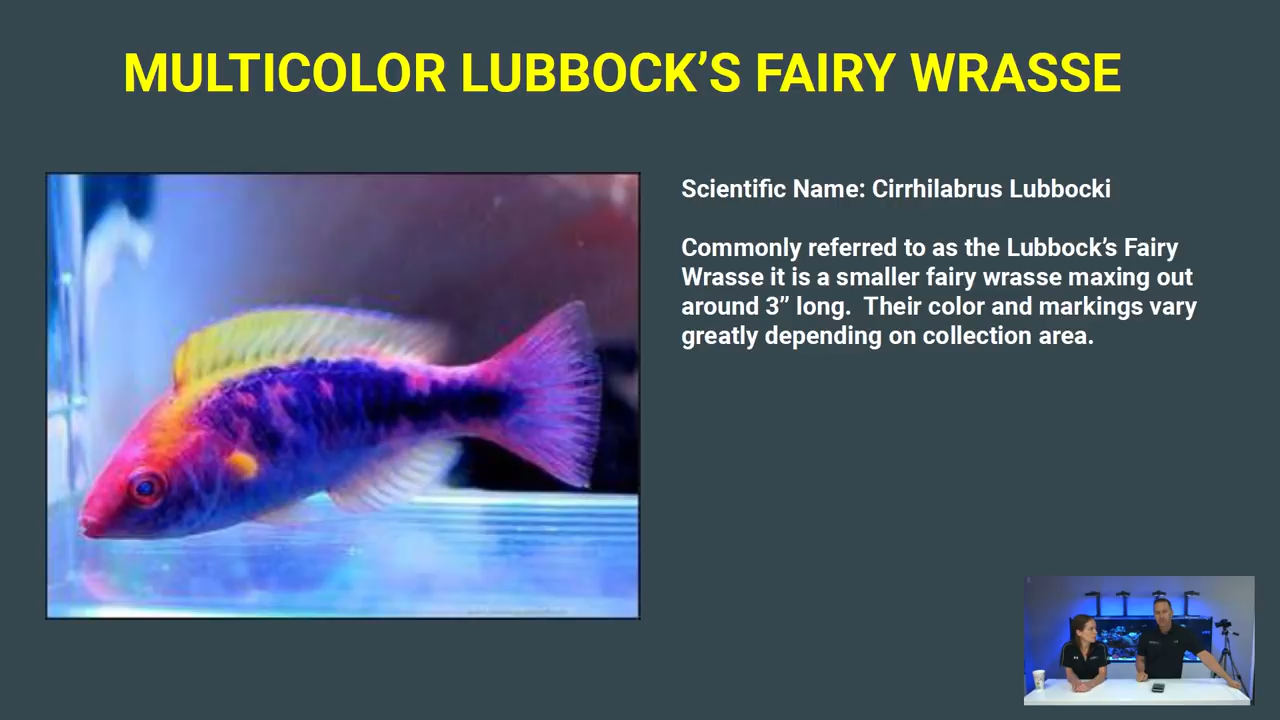 MULTICOLOR LUBBOCK’S FAIRY WRASSE
Scientific Name: Cirrhilabrus Lubbocki
Commonly referred to as the Lubbock’s Fairy
Wrasse it is a smaller fairy wrasse maxing out
around 3” long.  Their color and markings vary
greatly depending on collection area.